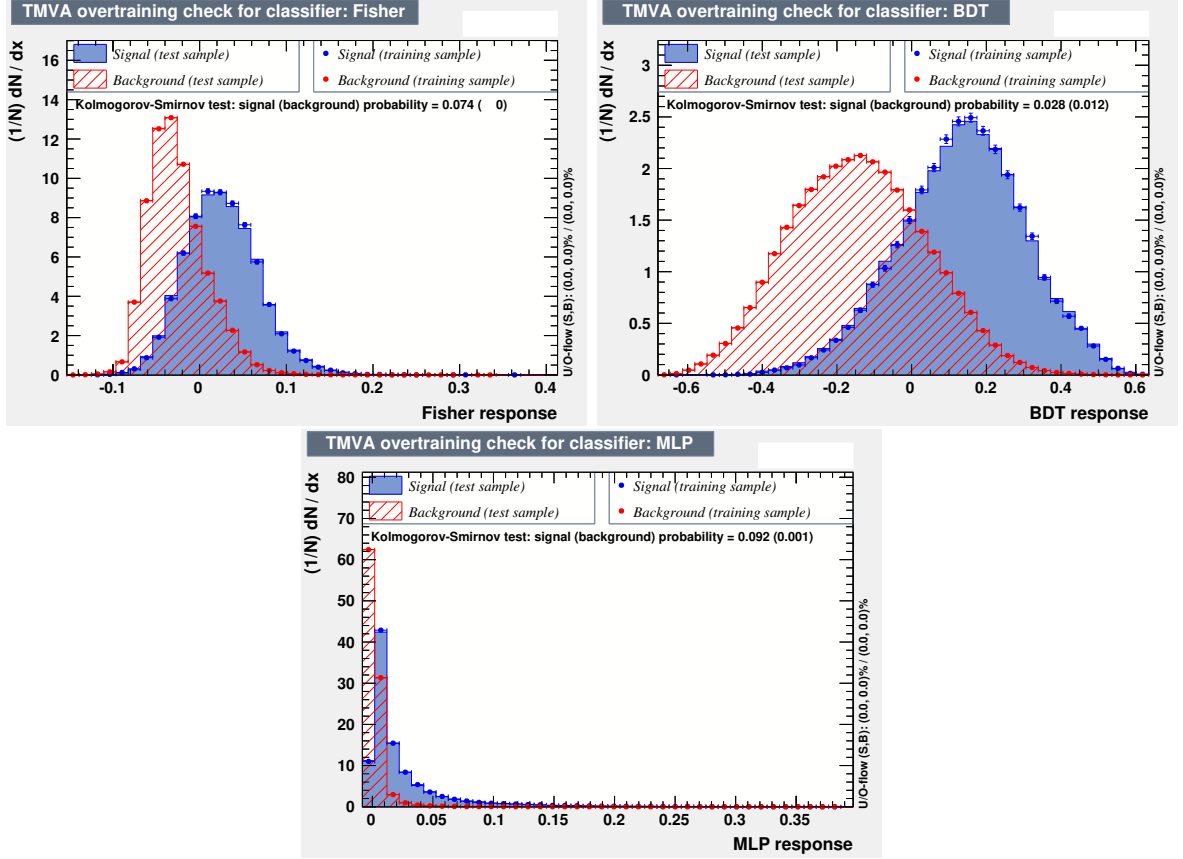 TMVA overtraining check for classifier: Fisher
(1/N) dN / dx
Signal (test sample)
Background (test sample)
Signal (training sample)
Background (training sample)
Kolmogorov-Smirnov test: signal (background) probability = 0.074 ( 0)
16
14
12
10
8
6
4
2
0
-0.1
0
0.1
0.2
0.3
0.4
Fisher response
U/O-flow (S,B): (0.0, 0.0)% / (0.0, 0.0)%
TMVA overtraining check for classifier: BDT
(1/N) dN / dx
Signal (test sample)
Background (test sample)
Signal (training sample)
Background (training sample)
Kolmogorov-Smirnov test: signal (background) probability = 0.028 (0.012)
3
2.5
2
1.5
1
0.5
0
-0.6
-0.4
-0.2
0
0.2
0.4
0.6
BDT response
U/O-flow (S,B): (0.0, 0.0)% / (0.0, 0.0)%
TMVA overtraining check for classifier: MLP
(1/N) dN / dx
Signal (test sample)
Background (test sample)
Signal (training sample)
Background (training sample)
Kolmogorov-Smirnov test: signal (background) probability = 0.092 (0.001)
80
70
60
50
40
30
20
10
0
0
0.05
0.1
0.15
0.2
0.25
0.3
0.35
MLP response
U/O-flow (S,B): (0.0, 0.0)% / (0.0, 0.0)%